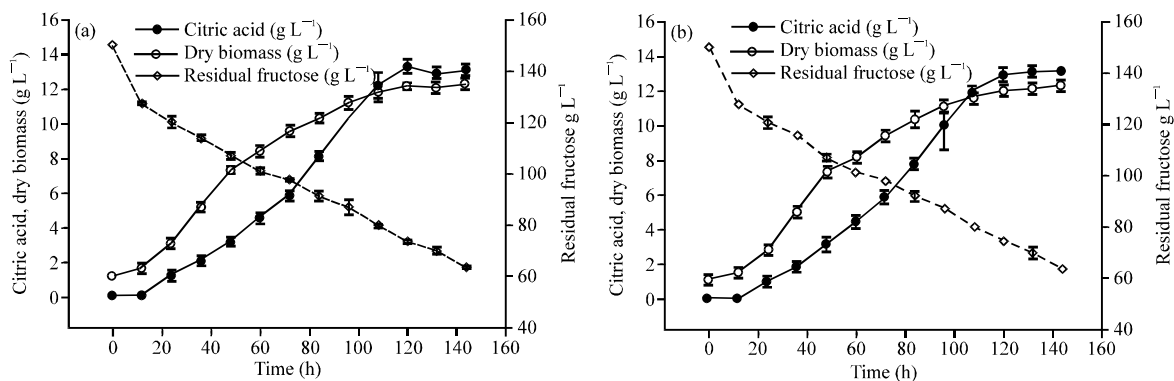 (a)
Citric acid (g L⁻¹)
Dry biomass (g L⁻¹)
Residual fructose (g L⁻¹)
16
14
12
10
8
6
4
2
0
Citric acid, dry biomass (g L⁻¹)
160
140
120
100
80
60
40
Residual fructose g L⁻¹
0 20 40 60 80 100 120 140 160
Time (h)
(b)
Citric acid (g L⁻¹)
Dry biomass (g L⁻¹)
Residual fructose (g L⁻¹)
16
14
12
10
8
6
4
2
0
Citric acid, dry biomass (g L⁻¹)
160
140
120
100
80
60
40
Residual fructose g L⁻¹
0 20 40 60 80 100 120 140 160
Time (h)